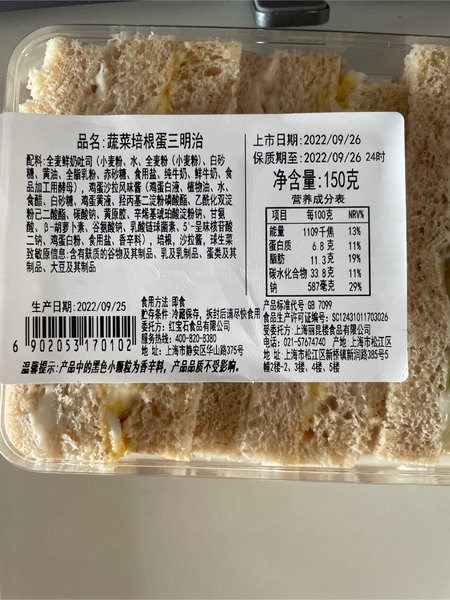 品名:蔬菜培根蛋三明治
配料:全麦鲜奶吐司(小麦粉、水、全麦粉(小麦粉)、白砂
糖、黄油、全脂乳粉、赤砂糖、食用盐、纯牛奶、鲜牛奶、食
品加工用酵母),鸡蛋沙拉风味酱(鸡蛋白液、植物油、水、
食醋、白砂糖、鸡蛋黄液、羟丙基二淀粉磷酸酯、乙酰化双淀
粉己二酸酯、碳酸钠、黄原胶、辛烯基琥珀酸淀粉钠、甘氨
酸、β-胡萝卜素、谷氨酸钠、乳酸链球菌素、5′-呈味核苷酸
二钠、鸡蛋白粉、食用盐、香辛料),培根,沙拉酱,球生菜
致敏原信息:含有麸质的谷物及其制品、乳及乳制品、蛋类及其
制品、大豆及其制品
生产日期:2022/09/25
6 902053 170102
食用方法:即食
贮存条件:冷藏保存,拆封后请尽快食用
委托方:红宝石食品有限公司
服务热线:400-820-8380
地 址:上海市静安区华山路375号
温馨提示:产品中的黑色小颗粒为香辛料,产品品质不受影响。
上市日期:2022/09/26
保质期至:2022/09/26 24时
净含量:150克
营养成分表
项目 每100克 NRV%
能量 1109千焦 13%
蛋白质 6.8 克 11%
脂肪 11.3 克 19%
碳水化合物 33.8克 11%
钠 587毫克 29%
产品标准代号:GB 7099
食品生产许可证编号:SC12431011703026
受委托方:上海丽昆楼食品有限公司
电话:021-57674740 产地:上海市松江区
地 址:上海市松江区新桥镇新润路385号5
幢2楼-2、3楼、4楼、5楼